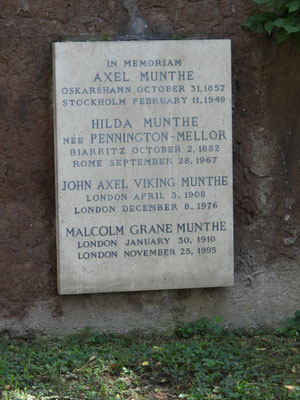 IN MEMORIAM
AXEL MUNTHE
OSKARSHAMN OCTOBER 31, 1857
STOCKHOLM FEBRUARY 11, 1949
HILDA MUNTHE
NÉE PENNINGTON-MELLOR
BIARRITZ OCTOBER 2, 1882
ROME SEPTEMBER 28, 1967
JOHN AXEL VIKING MUNTHE
LONDON APRIL 3, 1908
LONDON DECEMBER 8, 1976
MALCOLM GRANE MUNTHE
LONDON JANUARY 30, 1910
LONDON NOVEMBER 25, 1995